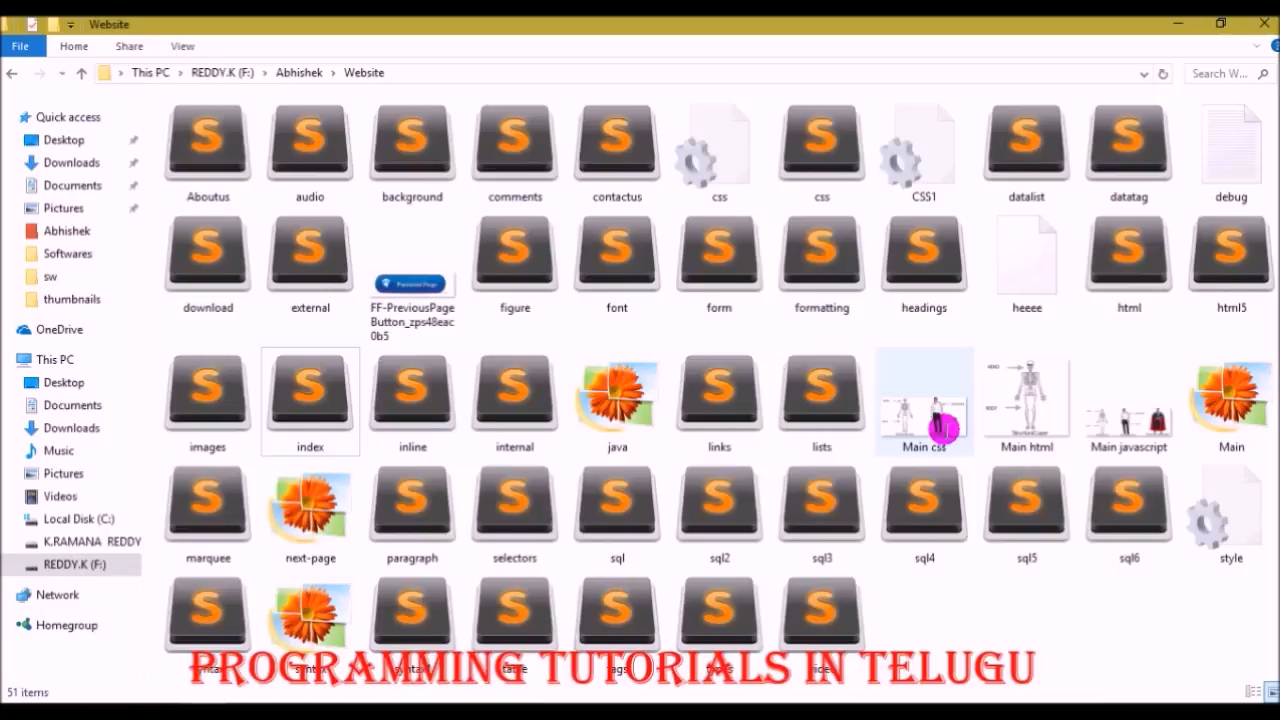 Website
File Home Share View
This PC REDDY.K (F:) Abhishek Website Search W...
Quick access
Desktop
Downloads
Documents
Pictures
Abhishek
Softwares
sw
thumbnails
OneDrive
This PC
Desktop
Documents
Downloads
Music
Pictures
Videos
Local Disk (C:)
K.RAMANA REDDY
REDDY.K (F:)
Network
Homegroup
Aboutus audio background comments contactus css css CSS1 datalist datatag debug
download external FF-PreviousPage figure font form formatting headings heeee html html5
Button_zps48eac
0b5
images index inline internal java links lists Main css Main html Main javascript Main
marquee next-page paragraph selectors sql sql2 sql3 sql4 sql5 sql6 style
PROGRAMMING TUTORIALS IN TELUGU
51 items